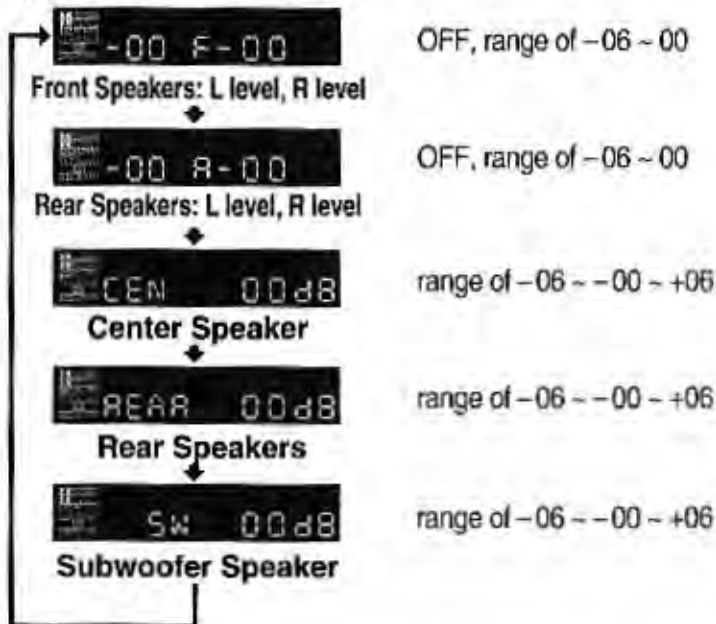 -00 F-00 OFF, range of –06 ~ 00
Front Speakers: L level, R level
-00 R-00 OFF, range of –06 ~ 00
Rear Speakers: L level, R level
CEN 00dB range of –06 ~ –00 ~ +06
Center Speaker
REAR 00dB range of –06 ~ –00 ~ +06
Rear Speakers
SW 00dB range of –06 ~ –00 ~ +06
Subwoofer Speaker